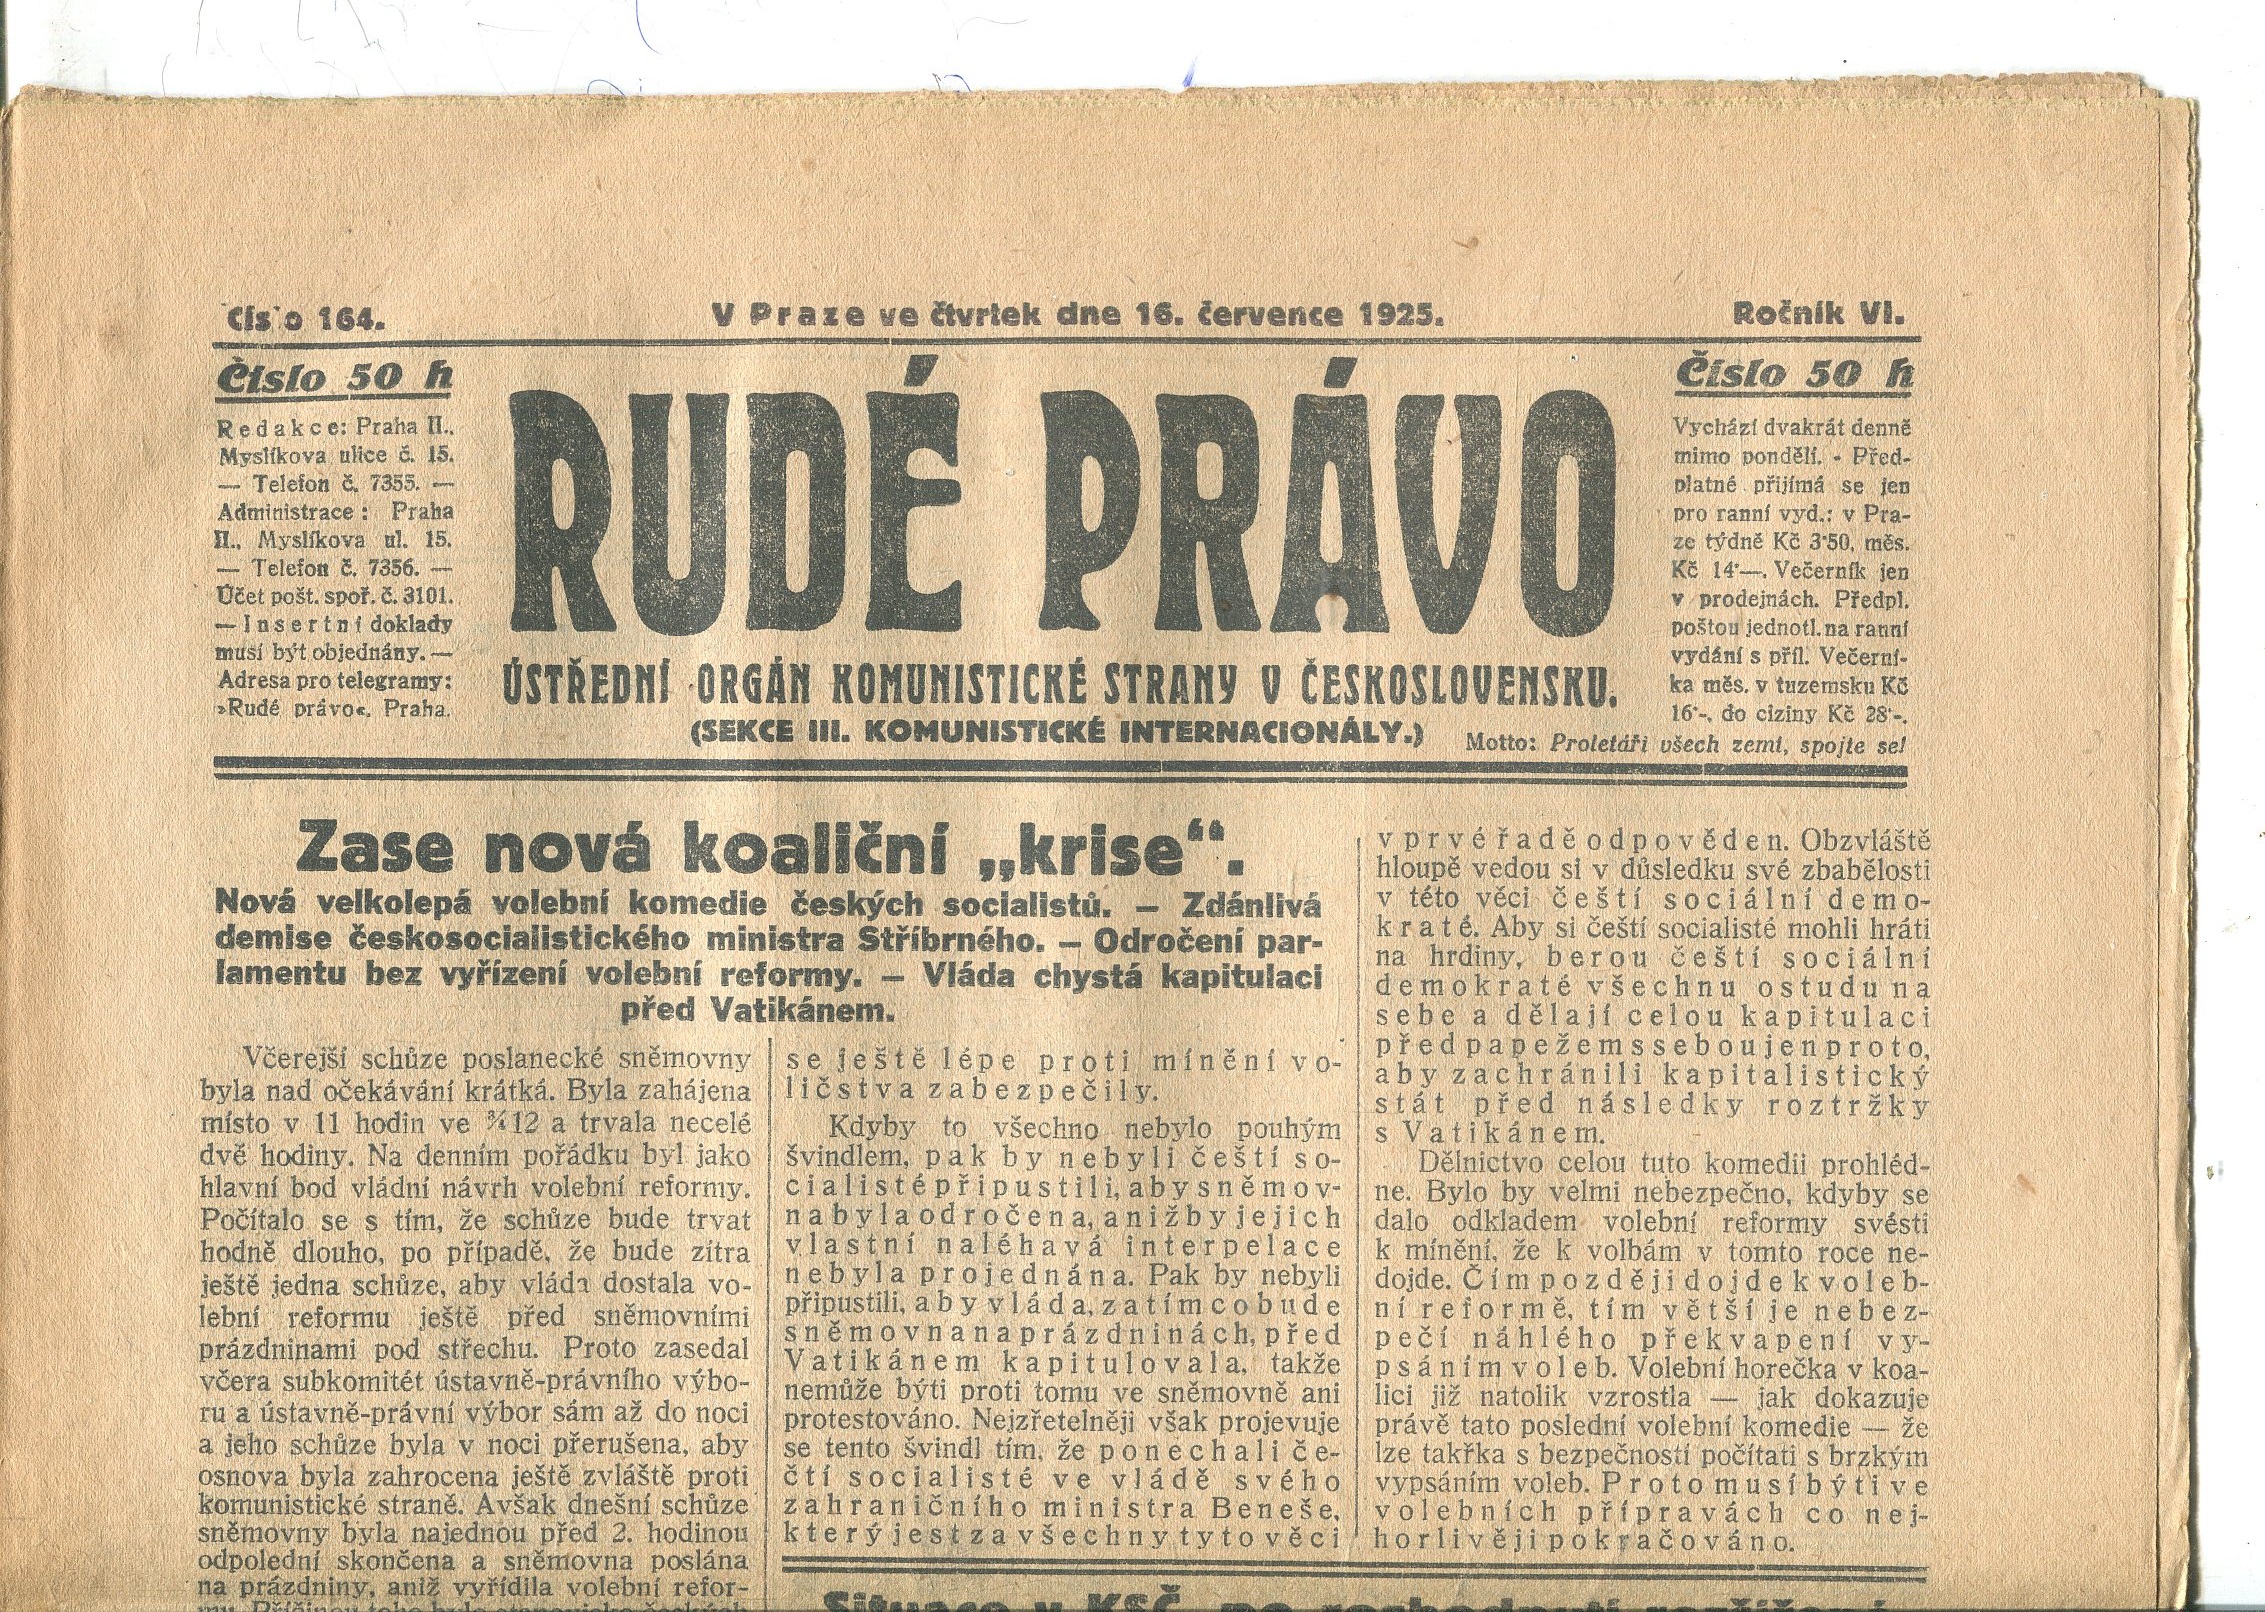 Číslo 164.
V Praze ve čtvrtek dne 16. července 1925.
Ročník VI.
Číslo 50 h
Redakce: Praha II.,
Myslíkova ulice č. 15.
— Telefon č. 7355. —
Administrace: Praha
II., Myslíkova ul. 15.
— Telefon č. 7356. —
Účet pošt. spoř. č. 3101.
— Insertní doklady
musí být objednány. —
Adresa pro telegramy:
»Rudé právo«, Praha.
RUDÉ PRÁVO
ÚSTŘEDNÍ ORGÁN KOMUNISTICKÉ STRANY V ČESKOSLOVENSKU.
(SEKCE III. KOMUNISTICKÉ INTERNACIONÁLY.)
Motto: Proletáři všech zemí, spojte se!
Číslo 50 h
Vychází dvakrát denně
mimo pondělí. - Před-
platné přijímá se jen
pro ranní vyd.: v Pra-
ze týdně Kč 3·50, měs.
Kč 14·—. Večerník jen
v prodejnách. Předpl.
poštou jednotl. na ranní
vydání s příl. Večerní-
ka měs. v tuzemsku Kč
16·-, do ciziny Kč 28·-.
Zase nová koaliční „krise“.
Nová velkolepá volební komedie českých socialistů. — Zdánlivá
demise českosocialistického ministra Stříbrného. — Odročení par-
lamentu bez vyřízení volební reformy. — Vláda chystá kapitulaci
před Vatikánem.
Včerejší schůze poslanecké sněmovny
byla nad očekávání krátká. Byla zahájena
místo v 11 hodin ve ¾12 a trvala necelé
dvě hodiny. Na denním pořádku byl jako
hlavní bod vládní návrh volební reformy.
Počítalo se s tím, že schůze bude trvat
hodně dlouho, po případě, že bude zítra
ještě jedna schůze, aby vláda dostala vo-
lební reformu ještě před sněmovními
prázdninami pod střechu. Proto zasedal
včera subkomitét ústavně-právního výbo-
ru a ústavně-právní výbor sám až do noci
a jeho schůze byla v noci přerušena, aby
osnova byla zahrocena ještě zvláště proti
komunistické straně. Avšak dnešní schůze
sněmovny byla najednou před 2. hodinou
odpolední skončena a sněmovna poslána
na prázdniny, aniž vyřídila volební refor-
mu. Příčinou toho bylo stanovisko českých
se ještě lépe proti mínění vo-
ličstva zabezpečily.
Kdyby to všechno nebylo pouhým
švindlem, pak by nebyli čeští so-
cialisté připustili, aby sněmov-
na byla odročena, aniž by jejich
vlastní naléhavá interpelace
nebyla projednána. Pak by nebyli
připustili, aby vláda, zatím co bude
sněmovna na prázdninách, před
Vatikánem kapitulovala, takže
nemůže býti proti tomu ve sněmovně ani
protestováno. Nejzřetelněji však projevuje
se tento švindl tím, že ponechali če-
čtí socialisté ve vládě svého
zahraničního ministra Beneše,
který jest za všechny tyto věci
v prvé řadě odpověden. Obzvláště
hloupě vedou si v důsledku své zbabělosti
v této věci čeští sociální demo-
kraté. Aby si čeští socialisté mohli hráti
na hrdiny, berou čeští sociální
demokraté všechnu ostudu na
sebe a dělají celou kapitulaci
před papežem s sebou jen proto,
aby zachránili kapitalistický
stát před následky roztržky
s Vatikánem.
Dělnictvo celou tuto komedii prohléd-
ne. Bylo by velmi nebezpečno, kdyby se
dalo odkladem volební reformy svésti
k mínění, že k volbám v tomto roce ne-
dojde. Čím později dojde k voleb-
ní reformě, tím větší je nebez-
pečí náhlého překvapení vy-
psáním voleb. Volební horečka v koa-
lici již natolik vzrostla — jak dokazuje
právě tato poslední volební komedie — že
lze takřka s bezpečností počítati s brzkým
vypsáním voleb. Proto musí býti ve
volebních přípravách co nej-
horlivěji pokračováno.
Situace v KSČ. po rozhodnutí rozšířené